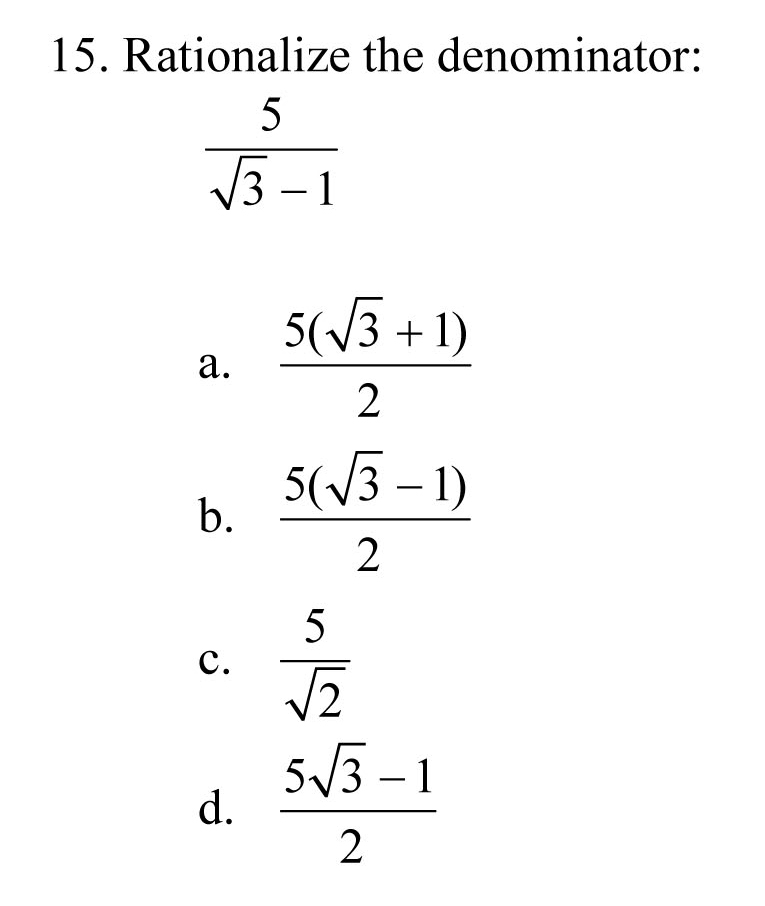 15. Rationalize the denominator:
5
√3 – 1
a. 5(√3 + 1)
2
b. 5(√3 – 1)
2
c. 5
√2
d. 5√3 – 1
2